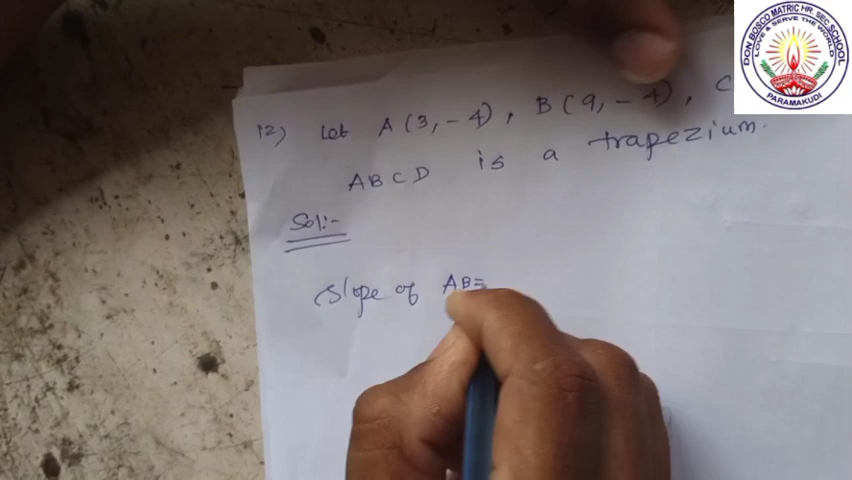 DON BOSCO MATRIC HR. SEC. SCHOOL
LOVE & SERVE THE WORLD
PARAMAKUDI
12) Let A (3, - 4) , B (9, - 4) , C
ABCD is a trapezium.
Sol:-
Slope of AB =